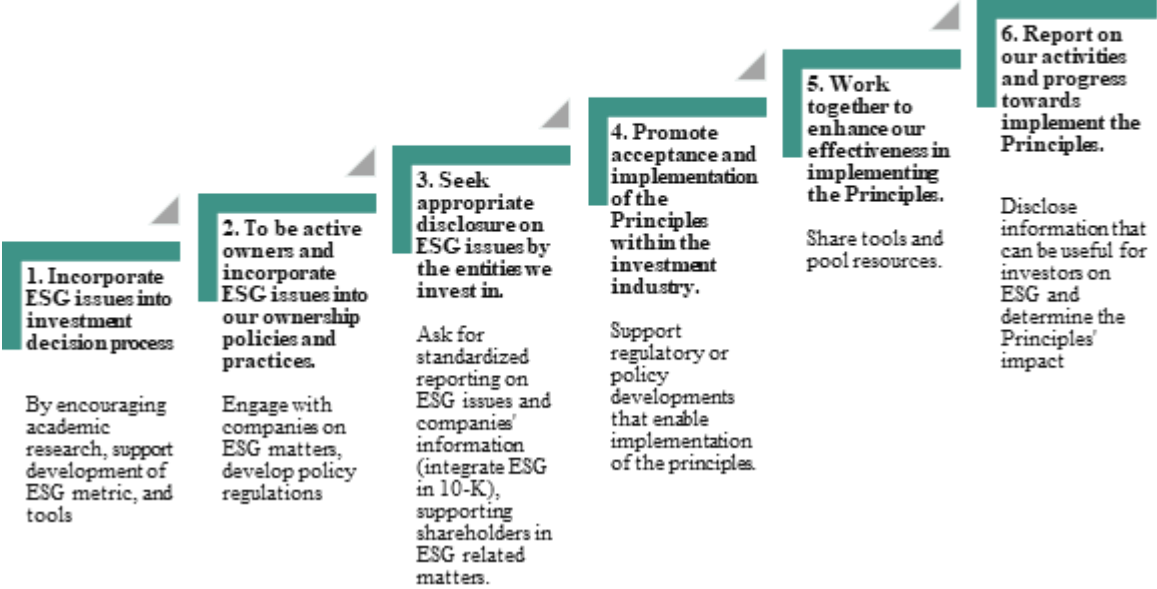 1. Incorporate
ESG issues into
investment
decision process
By encouraging
academic
research, support
development of
ESG metric, and
tools
2. To be active
owners and
incorporate
ESG issues into
our ownership
policies and
practices.
Engage with
companies on
ESG matters,
develop policy
regulations
3. Seek
appropriate
disclosure on
ESG issues by
the entities we
invest in.
Ask for
standardized
reporting on
ESG issues and
companies'
information
(integrate ESG
in 10-K),
supporting
shareholders in
ESG related
matters.
4. Promote
acceptance and
implementation
of the
Principles
within the
investment
industry.
Support
regulatory or
policy
developments
that enable
implementation
of the principles.
5. Work
together to
enhance our
effectiveness in
implementing
the Principles.
Share tools and
pool resources.
6. Report on
our activities
and progress
towards
implement the
Principles.
Disclose
information that
can be useful for
investors on
ESG and
determine the
Principles'
impact